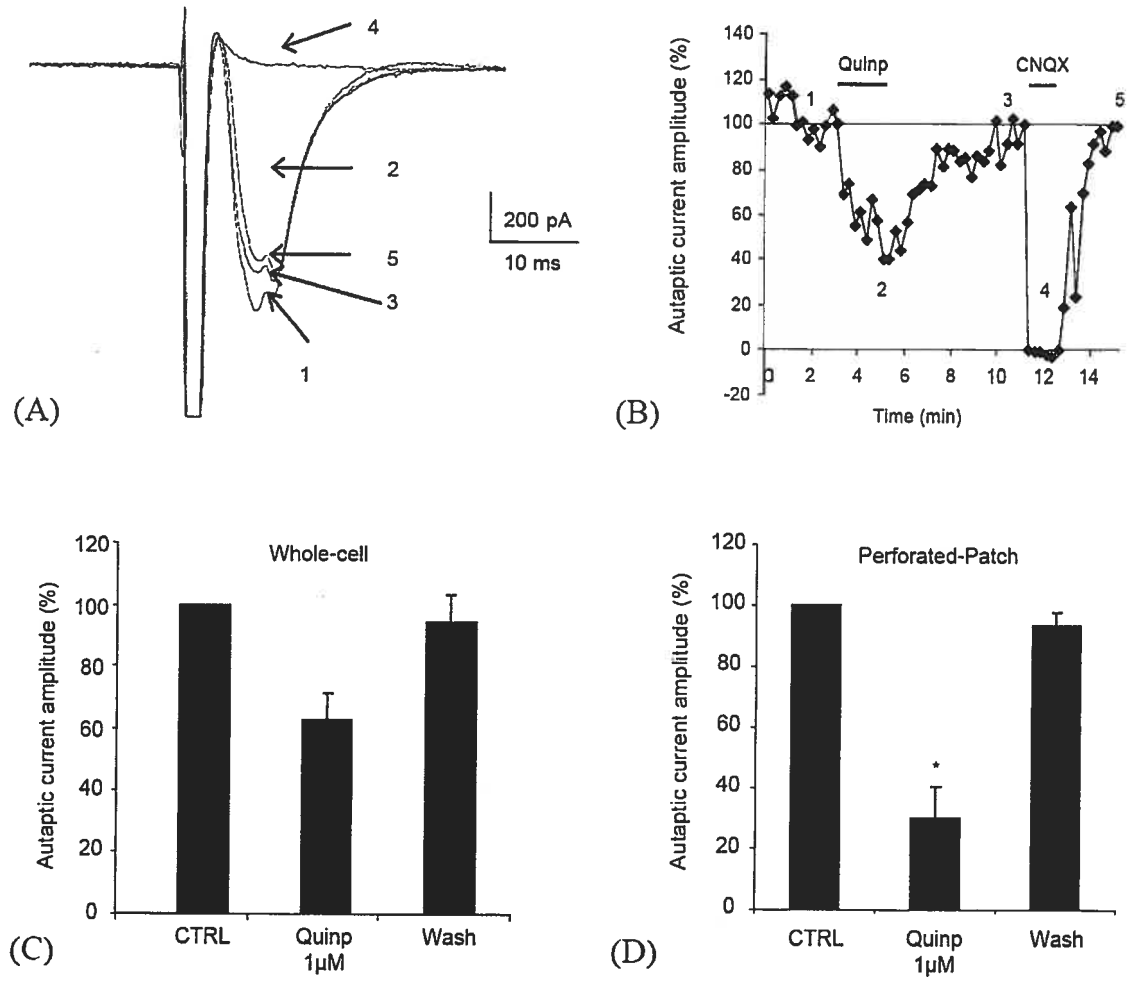 4
2
5
3
1
200 pA
10 ms
(A)
Autaptic current amplitude (%)
140
120
100
80
60
40
20
0
-20
Quinp
CNQX
1
2
3
4
5
0 2 4 6 8 10 12 14
Time (min)
(B)
Whole-cell
Autaptic current amplitude (%)
120
100
80
60
40
20
0
CTRL Quinp Wash
1µM
(C)
Perforated-Patch
Autaptic current amplitude (%)
120
100
80
60
40
20
0
*
CTRL Quinp Wash
1µM
(D)